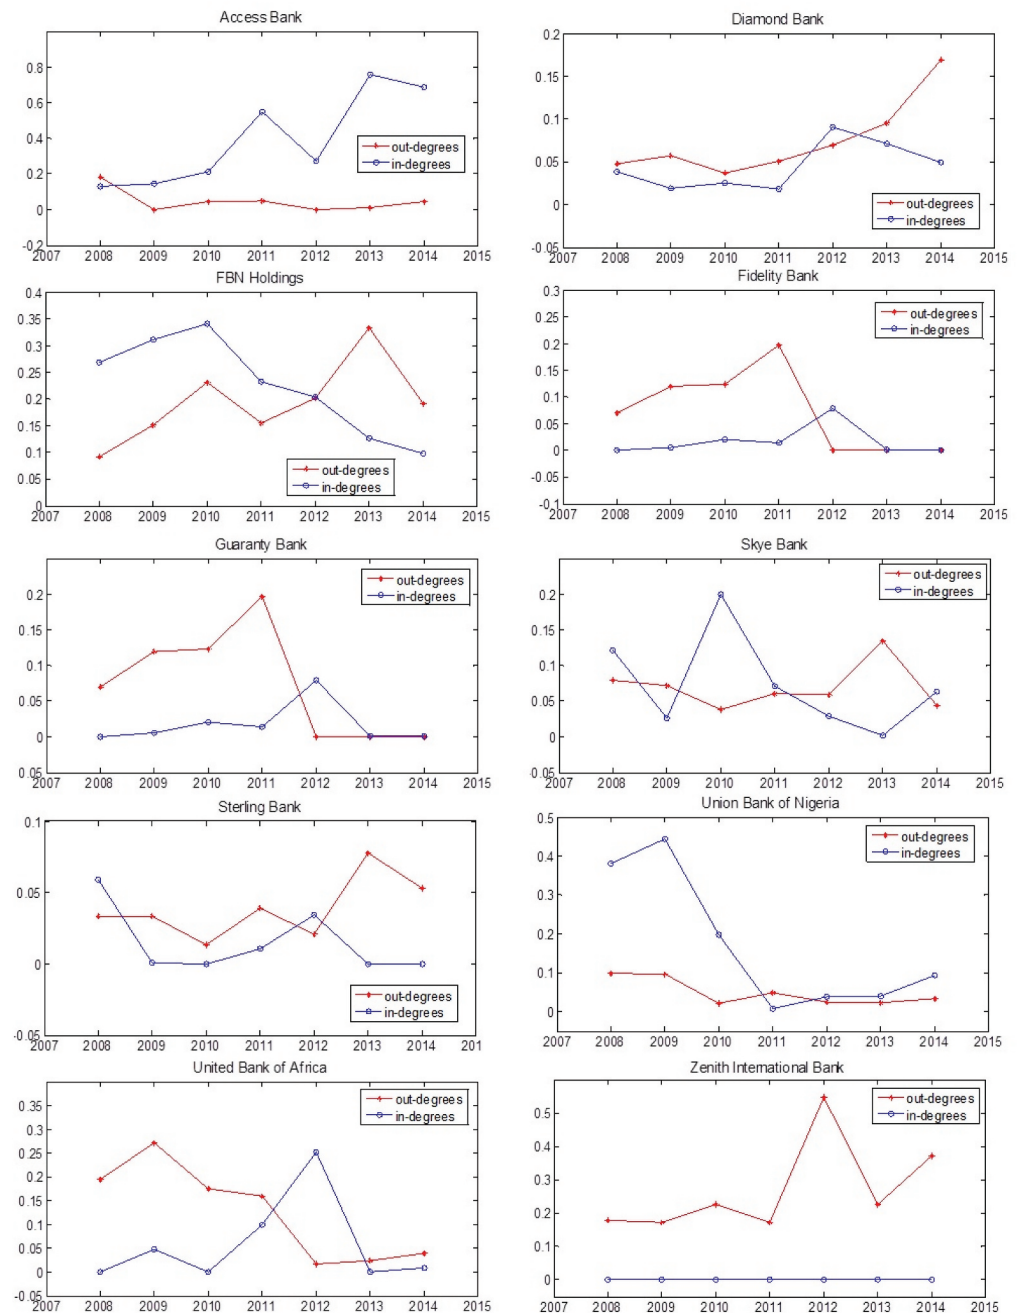 Access Bank
0.8
0.6
0.4
0.2
0
-0.2
out-degrees
in-degrees
2007 2008 2009 2010 2011 2012 2013 2014 2015
Diamond Bank
0.2
0.15
0.1
0.05
0
-0.05
out-degrees
in-degrees
2007 2008 2009 2010 2011 2012 2013 2014 2015
FBN Holdings
0.4
0.35
0.3
0.25
0.2
0.15
0.1
0.05
0
out-degrees
in-degrees
2007 2008 2009 2010 2011 2012 2013 2014 2015
Fidelity Bank
0.3
0.25
0.2
0.15
0.1
0.05
0
-0.05
-0.1
out-degrees
in-degrees
2007 2008 2009 2010 2011 2012 2013 2014 2015
Guaranty Bank
0.2
0.15
0.1
0.05
0
0.05
out-degrees
in-degrees
2007 2008 2009 2010 2011 2012 2013 2014 2015
Skye Bank
0.2
0.15
0.1
0.05
0
0.05
out-degrees
in-degrees
2007 2008 2009 2010 2011 2012 2013 2014 2015
Sterling Bank
0.1
0.05
0
-0.05
out-degrees
in-degrees
2007 2008 2009 2010 2011 2012 2013 2014 201
Union Bank of Nigeria
0.5
0.4
0.3
0.2
0.1
0
out-degrees
in-degrees
2007 2008 2009 2010 2011 2012 2013 2014 2015
United Bank of Africa
0.35
0.3
0.25
0.2
0.15
0.1
0.05
0
-0.05
out-degrees
in-degrees
2007 2008 2009 2010 2011 2012 2013 2014 2015
Zenith International Bank
0.5
0.4
0.3
0.2
0.1
0
out-degrees
in-degrees
2007 2008 2009 2010 2011 2012 2013 2014 2015